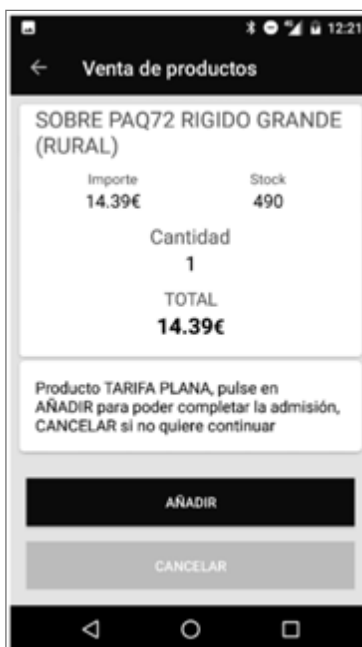 12:21
Venta de productos
SOBRE PAQ72 RIGIDO GRANDE
(RURAL)
Importe Stock
14.39€ 490
Cantidad
1
TOTAL
14.39€
Producto TARIFA PLANA, pulse en
AÑADIR para poder completar la admisión,
CANCELAR si no quiere continuar
AÑADIR
CANCELAR